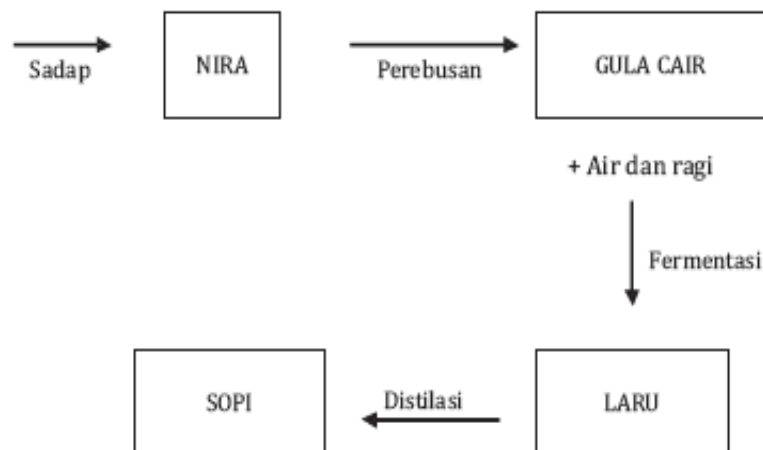 Sadap
NIRA
Perebusan
GULA CAIR
+ Air dan ragi
Fermentasi
LARU
Distilasi
SOPI